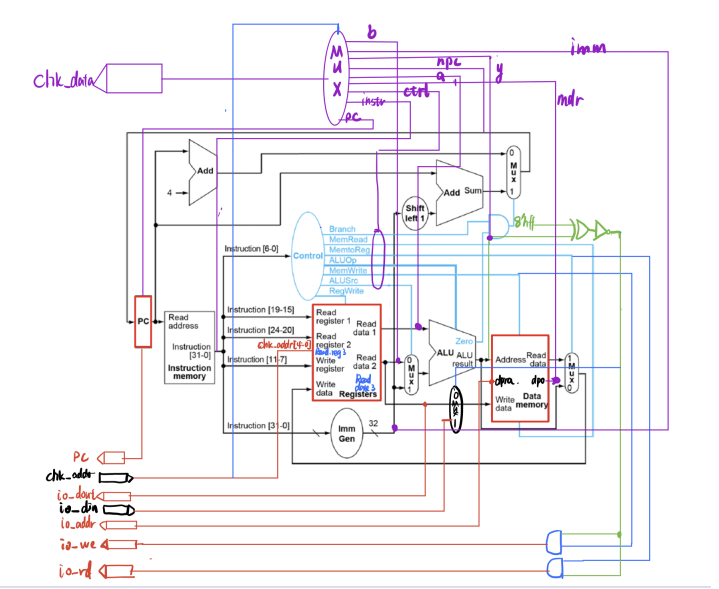 b
imm
npc
a
y
ctrl
mdr
instr
PC
MUX
Chk_data
Add
4
0
Mux
1
Add Sum
Shift
left 1
Branch
MemRead
MemtoReg
ALUOp
MemWrite
ALUSrc
RegWrite
Control
Instruction [6-0]
Instruction [19-15]
Instruction [24-20]
chk_addr[4:0]
Instruction [11-7]
Instruction [31-0]
PC
Read
address
Instruction
[31-0]
Instruction
memory
Read
register 1
Read
register 2
Read reg 3
Write
register
Write
data
Read
data 1
Read
data 2
Read
data 3
Registers
0
Mux
1
ALU
Zero
ALU
result
0
mux
1
Address
Read
data
dpra
dpo
Write
data
Data
memory
1
Mux
0
Imm
Gen
32
PC
chk_addr
io_dout
io_din
io_addr
io_we
io_rd